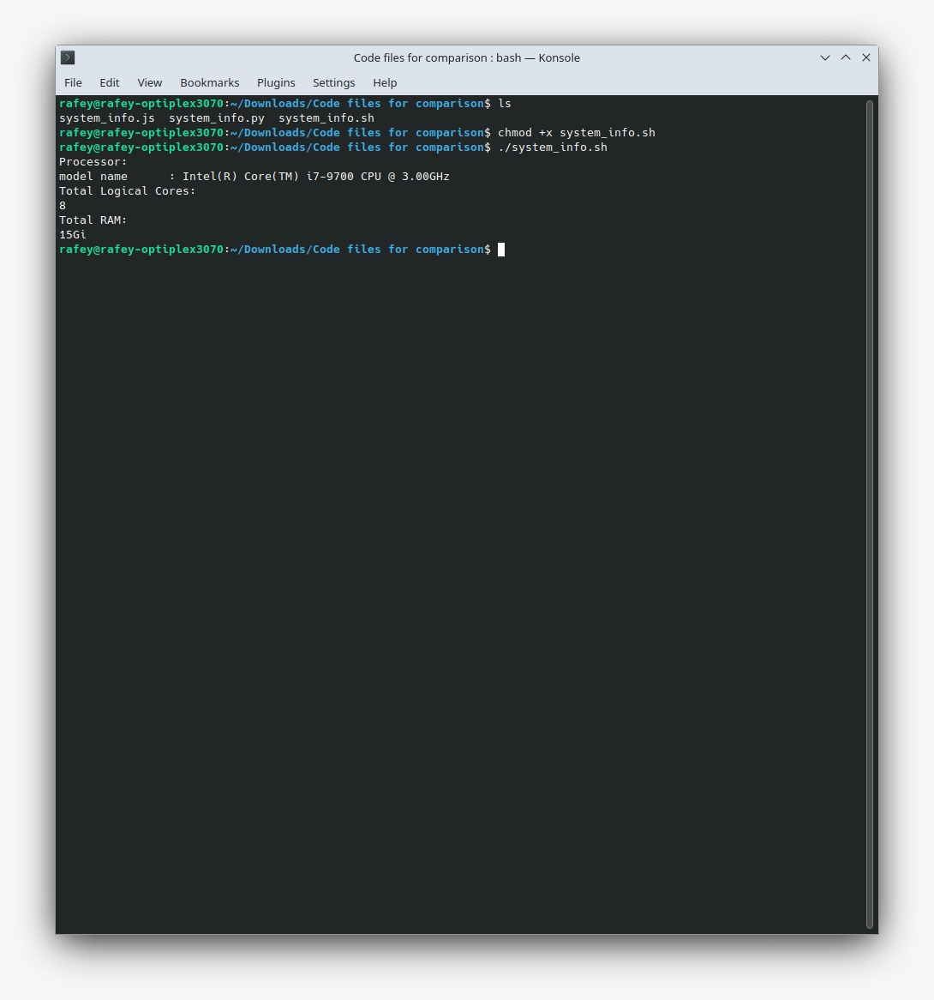 Code files for comparison : bash — Konsole
File Edit View Bookmarks Plugins Settings Help
rafey@rafey-optiplex3070:~/Downloads/Code files for comparison$ ls
system_info.js  system_info.py  system_info.sh
rafey@rafey-optiplex3070:~/Downloads/Code files for comparison$ chmod +x system_info.sh
rafey@rafey-optiplex3070:~/Downloads/Code files for comparison$ ./system_info.sh
Processor:
model name      : Intel(R) Core(TM) i7-9700 CPU @ 3.00GHz
Total Logical Cores:
8
Total RAM:
15Gi
rafey@rafey-optiplex3070:~/Downloads/Code files for comparison$